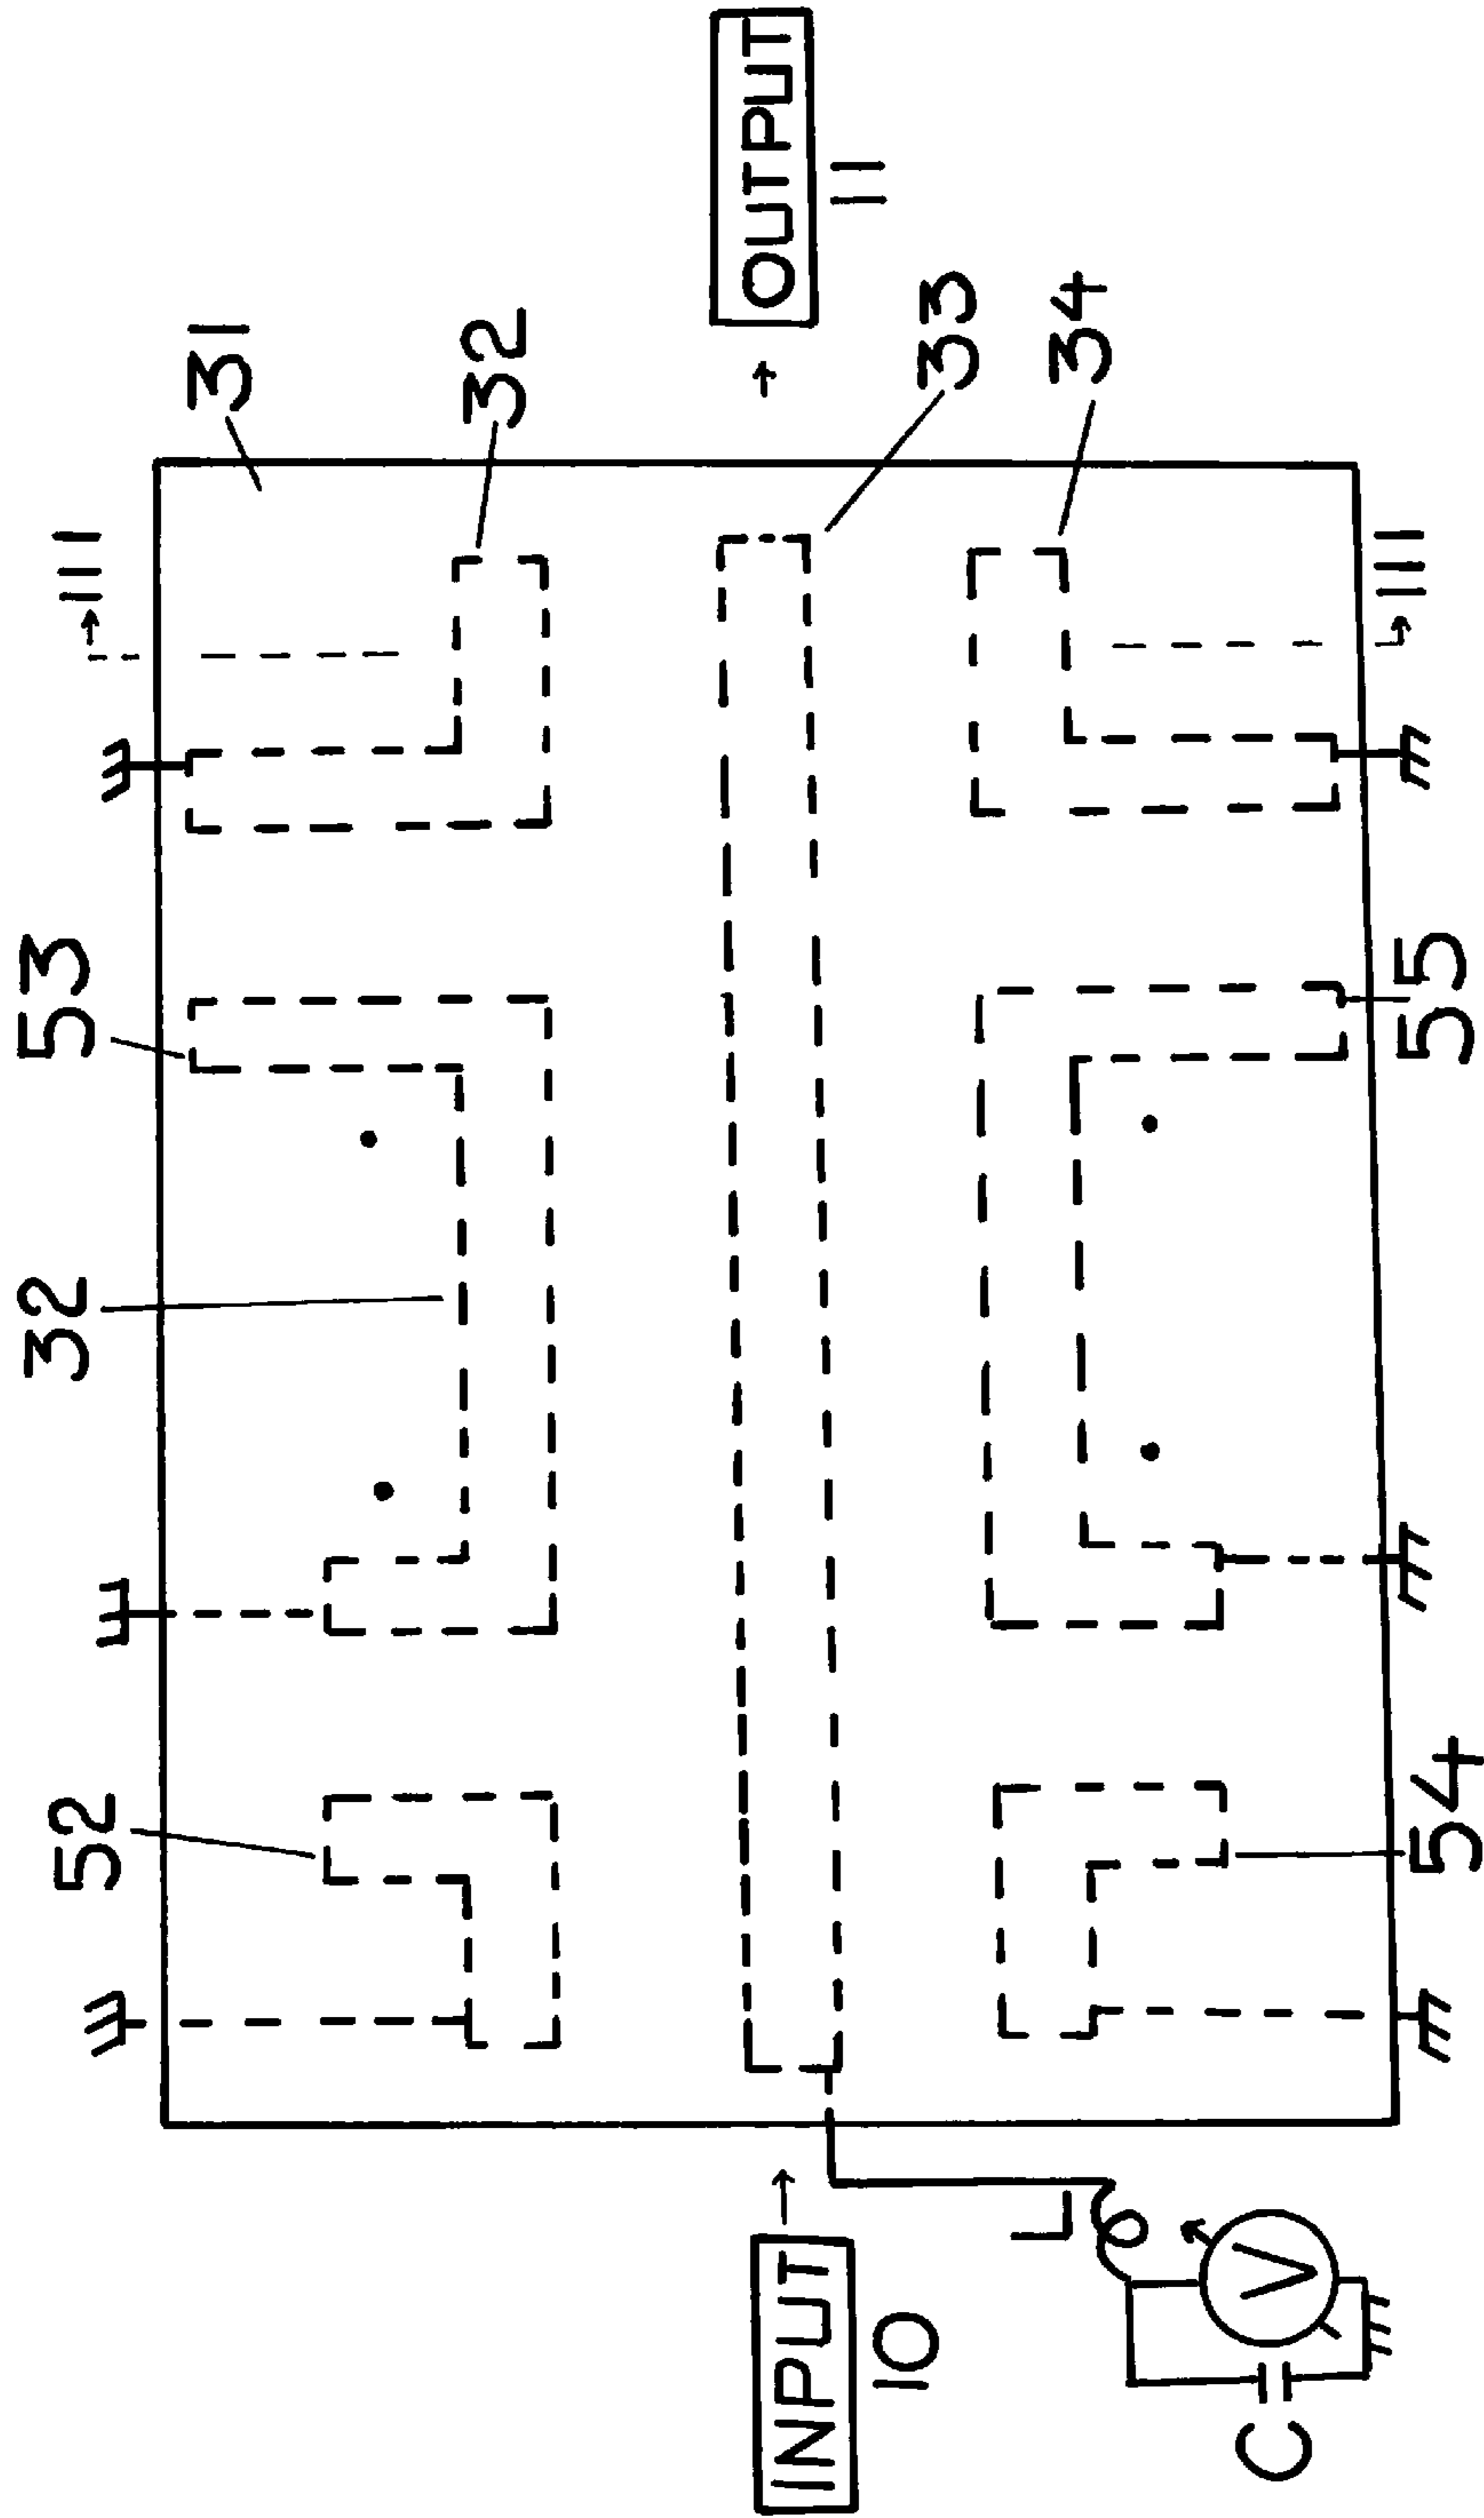 52 32 53 III
31
32
INPUT OUTPUT
10 11
33
34
L
C V
54 55 III